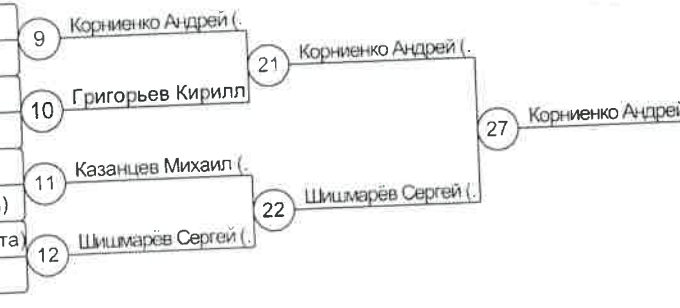 9
Корниенко Андрей (.
21
Корниенко Андрей (.
10
Григорьев Кирилл
27
Корниенко Андрей
11
Казанцев Михаил (.
)
22
Шишмарёв Сергей (.
та)
12
Шишмарёв Сергей (.